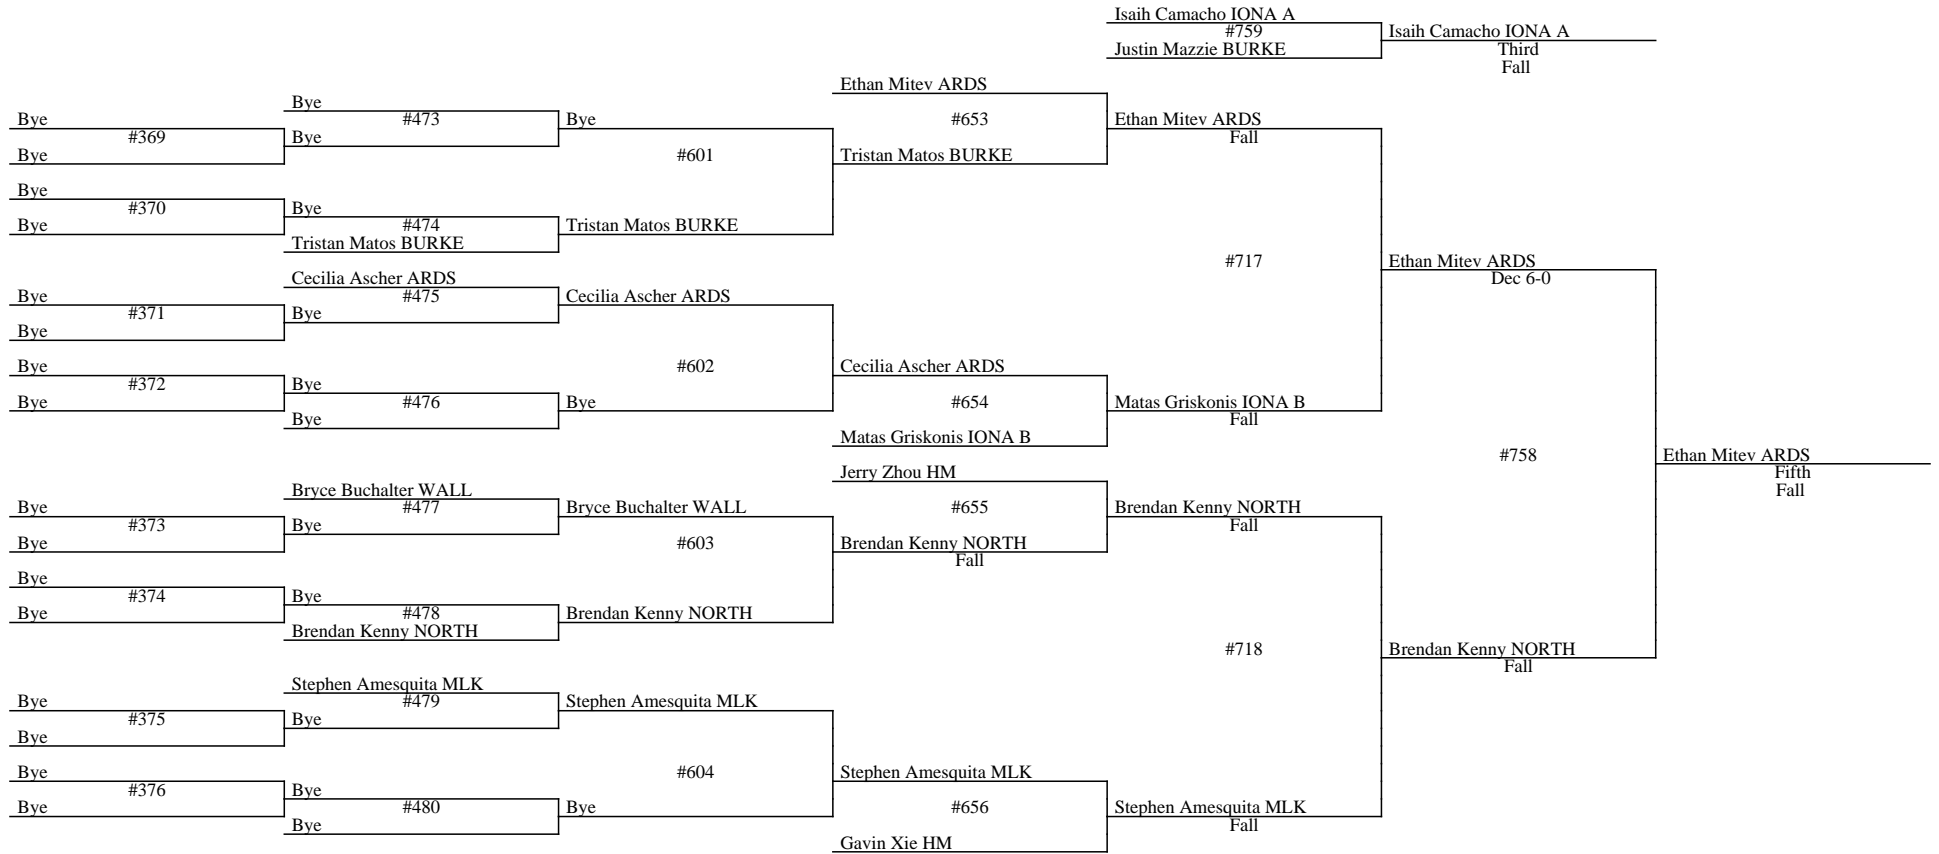 Isaih Camacho IONA A
#759
Justin Mazzie BURKE
Isaih Camacho IONA A
Third
Fall
Bye
#369
Bye
Bye
#370
Bye
Bye
#371
Bye
Bye
#372
Bye
Bye
#373
Bye
Bye
#374
Bye
Bye
#375
Bye
Bye
#376
Bye
Bye
#473
Bye
Bye
#474
Tristan Matos BURKE
Cecilia Ascher ARDS
#475
Bye
Bye
#476
Bye
Bryce Buchalter WALL
#477
Bye
Bye
#478
Brendan Kenny NORTH
Stephen Amesquita MLK
#479
Bye
Bye
#480
Bye
Bye
#601
Tristan Matos BURKE
Cecilia Ascher ARDS
#602
Bye
Bryce Buchalter WALL
#603
Brendan Kenny NORTH
Stephen Amesquita MLK
#604
Bye
Ethan Mitev ARDS
#653
Tristan Matos BURKE
Cecilia Ascher ARDS
#654
Matas Griskonis IONA B
Jerry Zhou HM
#655
Brendan Kenny NORTH
Fall
Stephen Amesquita MLK
#656
Gavin Xie HM
Ethan Mitev ARDS
Fall
#717
Matas Griskonis IONA B
Fall
Brendan Kenny NORTH
Fall
#718
Stephen Amesquita MLK
Fall
Ethan Mitev ARDS
Dec 6-0
#758
Brendan Kenny NORTH
Fall
Ethan Mitev ARDS
Fifth
Fall